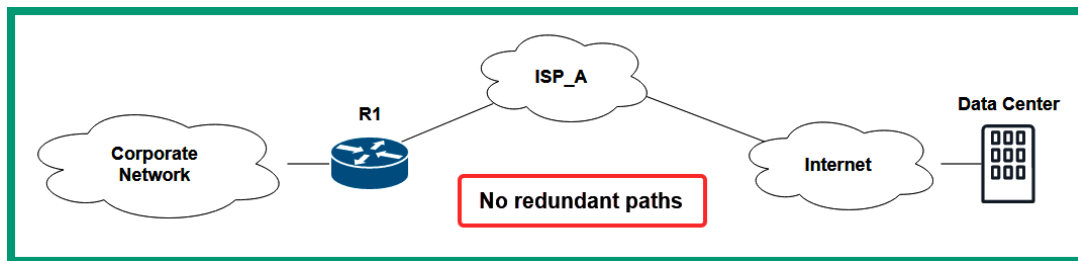 ISP_A
R1
Data Center
Corporate
Network
Internet
No redundant paths